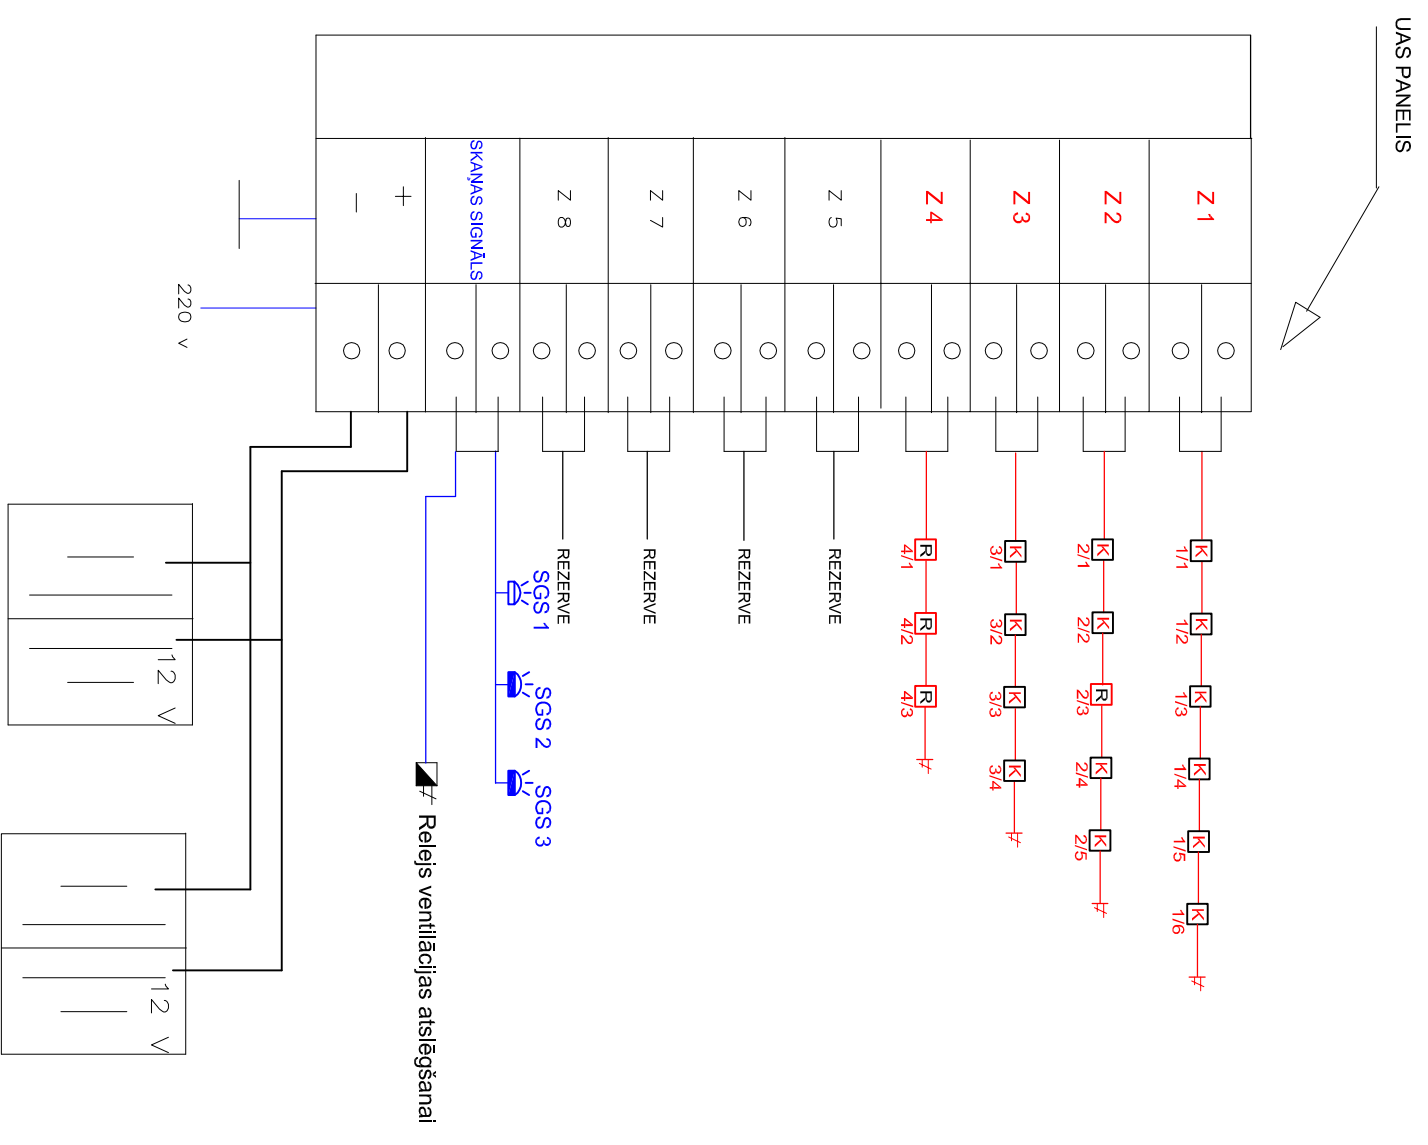 UAS PANELIS
Z 1
Z 2
Z 3
Z 4
Z 5
Z 6
Z 7
Z 8
SKAŅAS SIGNĀLS
+
–
220 v
K K K K K K
1/1 1/2 1/3 1/4 1/5 1/6
K K R K K
2/1 2/2 2/3 2/4 2/5
K K K K
3/1 3/2 3/3 3/4
R R R
4/1 4/2 4/3
REZERVE
REZERVE
REZERVE
REZERVE
SGS 1
SGS 2
SGS 3
Relejs ventilācijas atslēgšanai
12 V
12 V